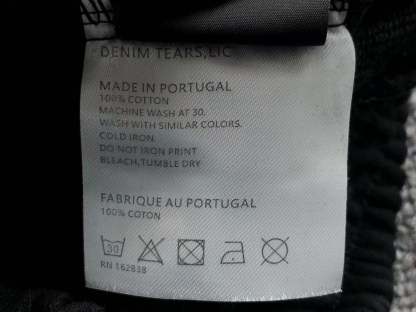 DENIM TEARS,LLC
MADE IN PORTUGAL
100% COTTON
MACHINE WASH AT 30.
WASH WITH SIMILAR COLORS.
COLD IRON.
DO NOT IRON PRINT
BLEACH,TUMBLE DRY
FABRIQUE AU PORTUGAL
100% COTON
30
RN 162838